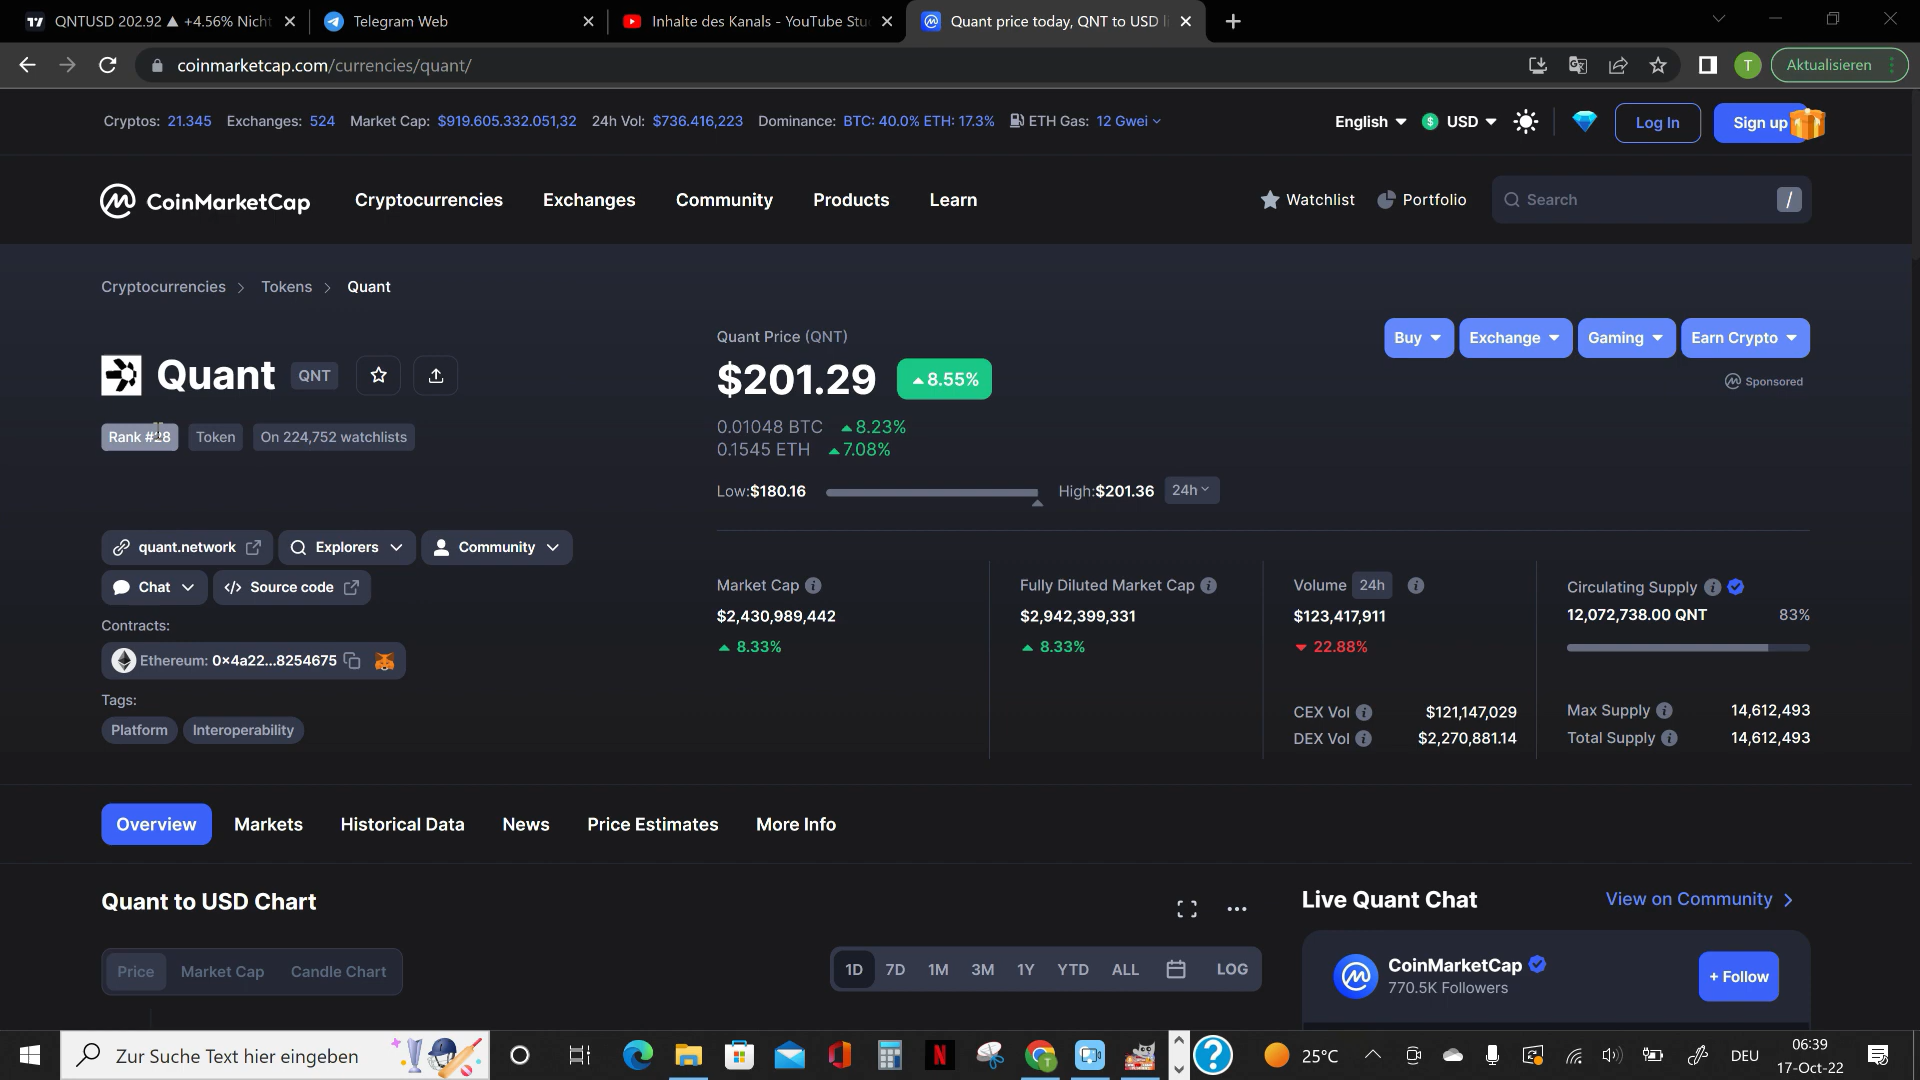 QNTUSD 202.92 ▲ +4.56% Nicht
Telegram Web
Inhalte des Kanals - YouTube Stu
Quant price today, QNT to USD li
coinmarketcap.com/currencies/quant/
T
Aktualisieren
Cryptos: 21.345 Exchanges: 524 Market Cap: $919.605.332.051,32 24h Vol: $736.416,223 Dominance: BTC: 40.0% ETH: 17.3% ETH Gas: 12 Gwei
English
USD
Log In
Sign up
CoinMarketCap
Cryptocurrencies Exchanges Community Products Learn
Watchlist
Portfolio
Search
/
Cryptocurrencies > Tokens > Quant
Quant QNT
Rank # 8
Token
On 224,752 watchlists
Quant Price (QNT)
$201.29 8.55%
0.01048 BTC 8.23%
0.1545 ETH 7.08%
Low:$180.16 High:$201.36 24h
Buy
Exchange
Gaming
Earn Crypto
Sponsored
quant.network
Explorers
Community
Chat
Source code
Contracts:
Ethereum: 0x4a22...8254675
Tags:
Platform
Interoperability
Market Cap
$2,430,989,442
8.33%
Fully Diluted Market Cap
$2,942,399,331
8.33%
Volume 24h
$123,417,911
22.88%
CEX Vol $121,147,029
DEX Vol $2,270,881.14
Circulating Supply
12,072,738.00 QNT 83%
Max Supply 14,612,493
Total Supply 14,612,493
Overview Markets Historical Data News Price Estimates More Info
Quant to USD Chart
Price Market Cap Candle Chart
1D 7D 1M 3M 1Y YTD ALL LOG
Live Quant Chat
View on Community >
CoinMarketCap
770.5K Followers
+ Follow
Zur Suche Text hier eingeben
25°C
DEU
06:39
17-Oct-22